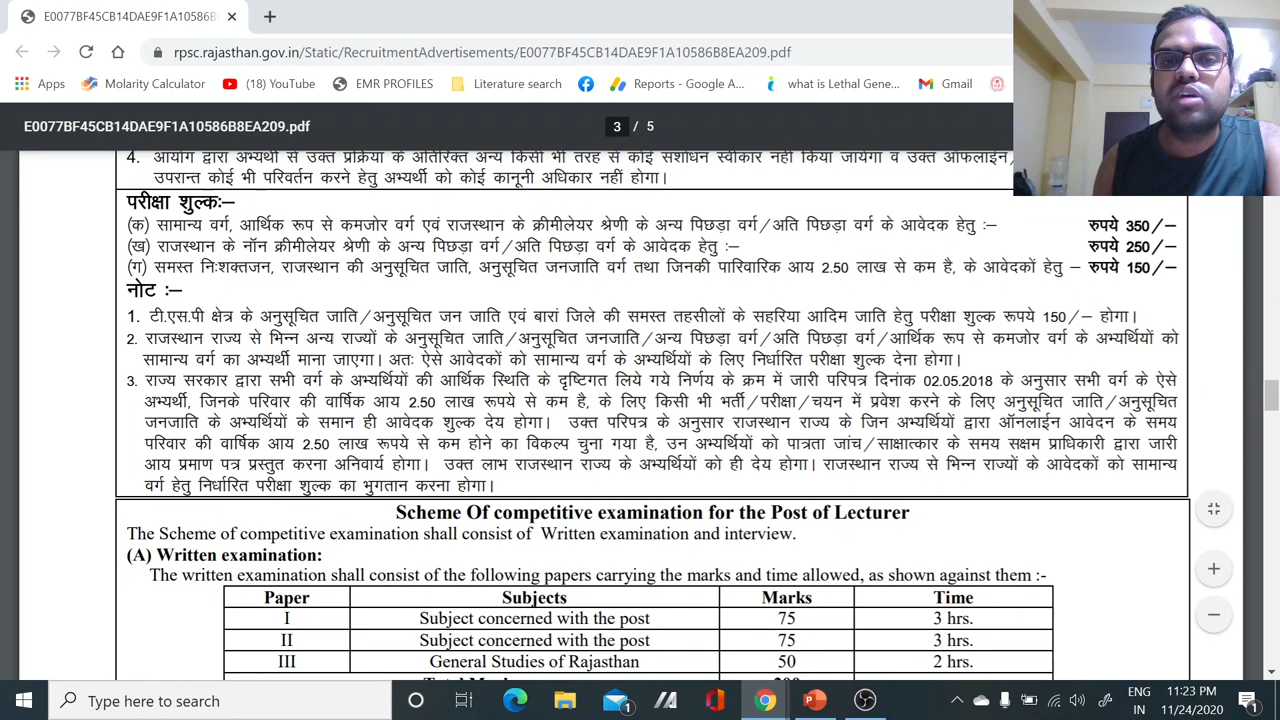 E0077BF45CB14DAE9F1A10586B8
rpsc.rajasthan.gov.in/Static/RecruitmentAdvertisements/E0077BF45CB14DAE9F1A10586B8EA209.pdf
Apps Molarity Calculator (18) YouTube EMR PROFILES Literature search Reports - Google A... what is Lethal Gene... Gmail
E0077BF45CB14DAE9F1A10586B8EA209.pdf 3 / 5
4. आयोग द्वारा अभ्यर्थी से उक्त प्रक्रिया के अतिरिक्त अन्य किसी भी तरह से कोई संशोधन स्वीकार नहीं किया जायेगा व उक्त ऑफलाईन/
उपरान्त कोई भी परिवर्तन करने हेतु अभ्यर्थी को कोई कानूनी अधिकार नहीं होगा।
परीक्षा शुल्कः–
(क) सामान्य वर्ग, आर्थिक रूप से कमजोर वर्ग एवं राजस्थान के क्रीमीलेयर श्रेणी के अन्य पिछड़ा वर्ग/अति पिछड़ा वर्ग के आवेदक हेतु :– रुपये 350/–
(ख) राजस्थान के नॉन क्रीमीलेयर श्रेणी के अन्य पिछड़ा वर्ग/अति पिछड़ा वर्ग के आवेदक हेतु :– रुपये 250/–
(ग) समस्त निःशक्तजन, राजस्थान की अनुसूचित जाति, अनुसूचित जनजाति वर्ग तथा जिनकी पारिवारिक आय 2.50 लाख से कम है, के आवेदकों हेतु – रुपये 150/–
नोट :–
1. टी.एस.पी क्षेत्र के अनुसूचित जाति/अनुसूचित जन जाति एवं बारां जिले की समस्त तहसीलों के सहरिया आदिम जाति हेतु परीक्षा शुल्क रूपये 150/– होगा।
2. राजस्थान राज्य से भिन्न अन्य राज्यों के अनुसूचित जाति/अनुसूचित जनजाति/अन्य पिछड़ा वर्ग/अति पिछड़ा वर्ग/आर्थिक रूप से कमजोर वर्ग के अभ्यर्थियों को
सामान्य वर्ग का अभ्यर्थी माना जाएगा। अतः ऐसे आवेदकों को सामान्य वर्ग के अभ्यर्थियों के लिए निर्धारित परीक्षा शुल्क देना होगा।
3. राज्य सरकार द्वारा सभी वर्ग के अभ्यर्थियों की आर्थिक स्थिति के दृष्टिगत लिये गये निर्णय के क्रम में जारी परिपत्र दिनांक 02.05.2018 के अनुसार सभी वर्ग के ऐसे
अभ्यर्थी, जिनके परिवार की वार्षिक आय 2.50 लाख रूपये से कम है, के लिए किसी भी भर्ती/परीक्षा/चयन में प्रवेश करने के लिए अनुसूचित जाति/अनुसूचित
जनजाति के अभ्यर्थियों के समान ही आवेदक शुल्क देय होगा। उक्त परिपत्र के अनुसार राजस्थान राज्य के जिन अभ्यर्थियों द्वारा ऑनलाईन आवेदन के समय
परिवार की वार्षिक आय 2.50 लाख रूपये से कम होने का विकल्प चुना गया है, उन अभ्यर्थियों को पात्रता जांच/साक्षात्कार के समय सक्षम प्राधिकारी द्वारा जारी
आय प्रमाण पत्र प्रस्तुत करना अनिवार्य होगा। उक्त लाभ राजस्थान राज्य के अभ्यर्थियों को ही देय होगा। राजस्थान राज्य से भिन्न राज्यों के आवेदकों को सामान्य
वर्ग हेतु निर्धारित परीक्षा शुल्क का भुगतान करना होगा।
Scheme Of competitive examination for the Post of Lecturer
The Scheme of competitive examination shall consist of Written examination and interview.
(A) Written examination:
The written examination shall consist of the following papers carrying the marks and time allowed, as shown against them :-
Paper Subjects Marks Time
I Subject concerned with the post 75 3 hrs.
II Subject concerned with the post 75 3 hrs.
III General Studies of Rajasthan 50 2 hrs.
Type here to search
1
ENG 11:23 PM
IN 11/24/2020
1